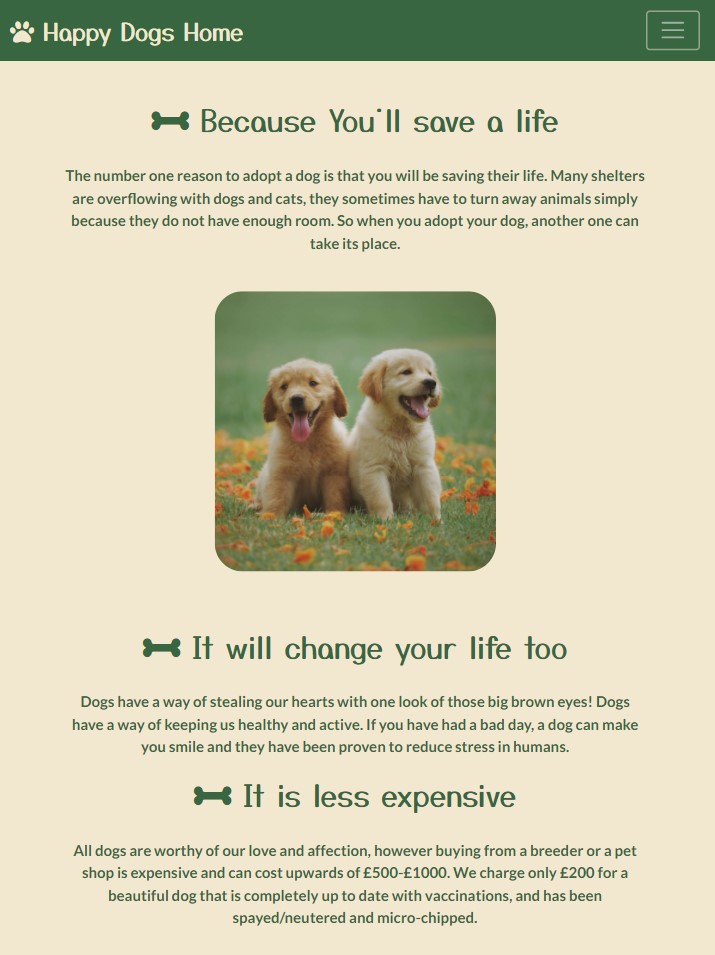 Happy Dogs Home
Because You'll save a life
The number one reason to adopt a dog is that you will be saving their life. Many shelters
are overflowing with dogs and cats, they sometimes have to turn away animals simply
because they do not have enough room. So when you adopt your dog, another one can
take its place.
It will change your life too
Dogs have a way of stealing our hearts with one look of those big brown eyes! Dogs
have a way of keeping us healthy and active. If you have had a bad day, a dog can make
you smile and they have been proven to reduce stress in humans.
It is less expensive
All dogs are worthy of our love and affection, however buying from a breeder or a pet
shop is expensive and can cost upwards of £500-£1000. We charge only £200 for a
beautiful dog that is completely up to date with vaccinations, and has been
spayed/neutered and micro-chipped.